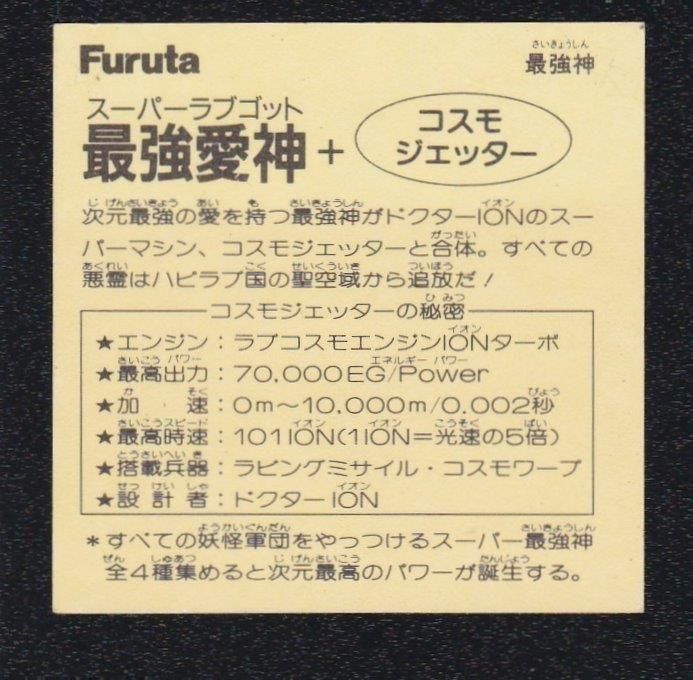 Furuta
さいきょうしん
最強神
スーパーラブゴット
最強愛神＋
コスモ
ジェッター
じげんさいきょう あい も さいきょうしん イオン
次元最強の愛を持つ最強神がドクターIONのスー
がったい
パーマシン、コスモジェッターと合体。すべての
あくれい こく せいくういき ついほう
悪霊はハピラブ国の聖空域から追放だ！
ひみつ
コスモジェッターの秘密
イオン
★エンジン：ラブコスモエンジンIONターボ
さいこう パワー エネルギー パワー
★最高出力：70,000EG/Power
か そく びょう
★加 速：0m〜10,000m/0.002秒
さいこうスピード イオン イオン こうそく ばい
★最高時速：101ION(1ION＝光速の5倍)
とうさいへいき
★搭載兵器：ラビングミサイル・コスモワープ
せっ けい しゃ イオン
★設 計 者：ドクターION
ようかいぐんだん さいきょうしん
＊すべての妖怪軍団をやっつけるスーパー最強神
ぜん しゅあつ じげんさいこう たんじょう
全4種集めると次元最高のパワーが誕生する。